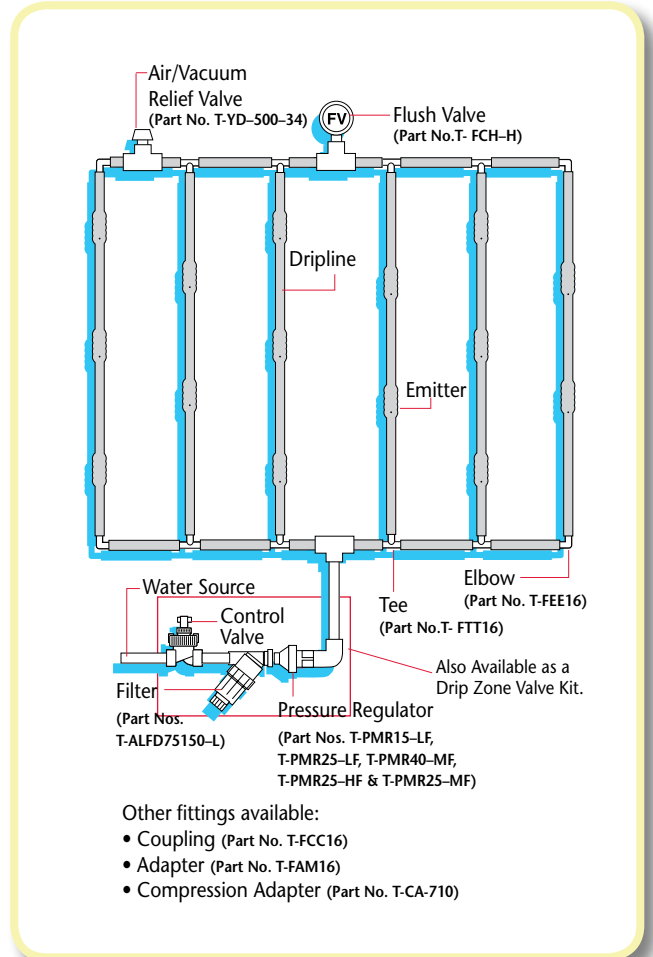 Air/Vacuum
Relief Valve
(Part No. T-YD–500–34)
FV
Flush Valve
(Part No.T- FCH–H)
Dripline
Emitter
Water Source
Control
Valve
Tee
(Part No.T- FTT16)
Elbow
(Part No. T-FEE16)
Also Available as a
Drip Zone Valve Kit.
Filter
(Part Nos.
T-ALFD75150–L)
Pressure Regulator
(Part Nos. T-PMR15–LF,
T-PMR25–LF, T-PMR40–MF,
T-PMR25–HF & T-PMR25–MF)
Other fittings available:
• Coupling (Part No. T-FCC16)
• Adapter (Part No. T-FAM16)
• Compression Adapter (Part No. T-CA-710)